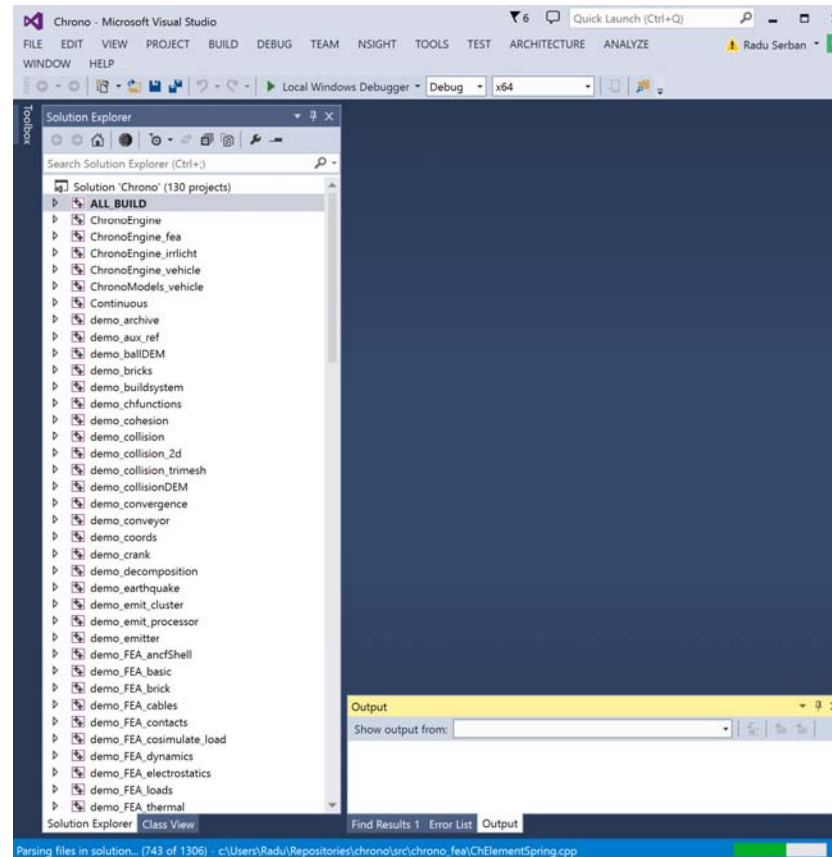 Chrono - Microsoft Visual Studio
6
Quick Launch (Ctrl+Q)
FILE EDIT VIEW PROJECT BUILD DEBUG TEAM NSIGHT TOOLS TEST ARCHITECTURE ANALYZE
Radu Serban
WINDOW HELP
Local Windows Debugger Debug x64
Toolbox
Solution Explorer
Search Solution Explorer (Ctrl+;)
Solution 'Chrono' (130 projects)
ALL_BUILD
ChronoEngine
ChronoEngine_fea
ChronoEngine_irrlicht
ChronoEngine_vehicle
ChronoModels_vehicle
Continuous
demo_archive
demo_aux_ref
demo_ballDEM
demo_bricks
demo_buildsystem
demo_chfunctions
demo_cohesion
demo_collision
demo_collision_2d
demo_collision_trimesh
demo_collisionDEM
demo_convergence
demo_conveyor
demo_coords
demo_crank
demo_decomposition
demo_earthquake
demo_emit_cluster
demo_emit_processor
demo_emitter
demo_FEA_ancfShell
demo_FEA_basic
demo_FEA_brick
demo_FEA_cables
demo_FEA_contacts
demo_FEA_cosimulate_load
demo_FEA_dynamics
demo_FEA_electrostatics
demo_FEA_loads
demo_FEA_thermal
Solution Explorer Class View
Output
Show output from:
Find Results 1 Error List Output
Parsing files in solution... (743 of 1306) - c:\Users\Radu\Repositories\chrono\src\chrono_fea\ChElementSpring.cpp